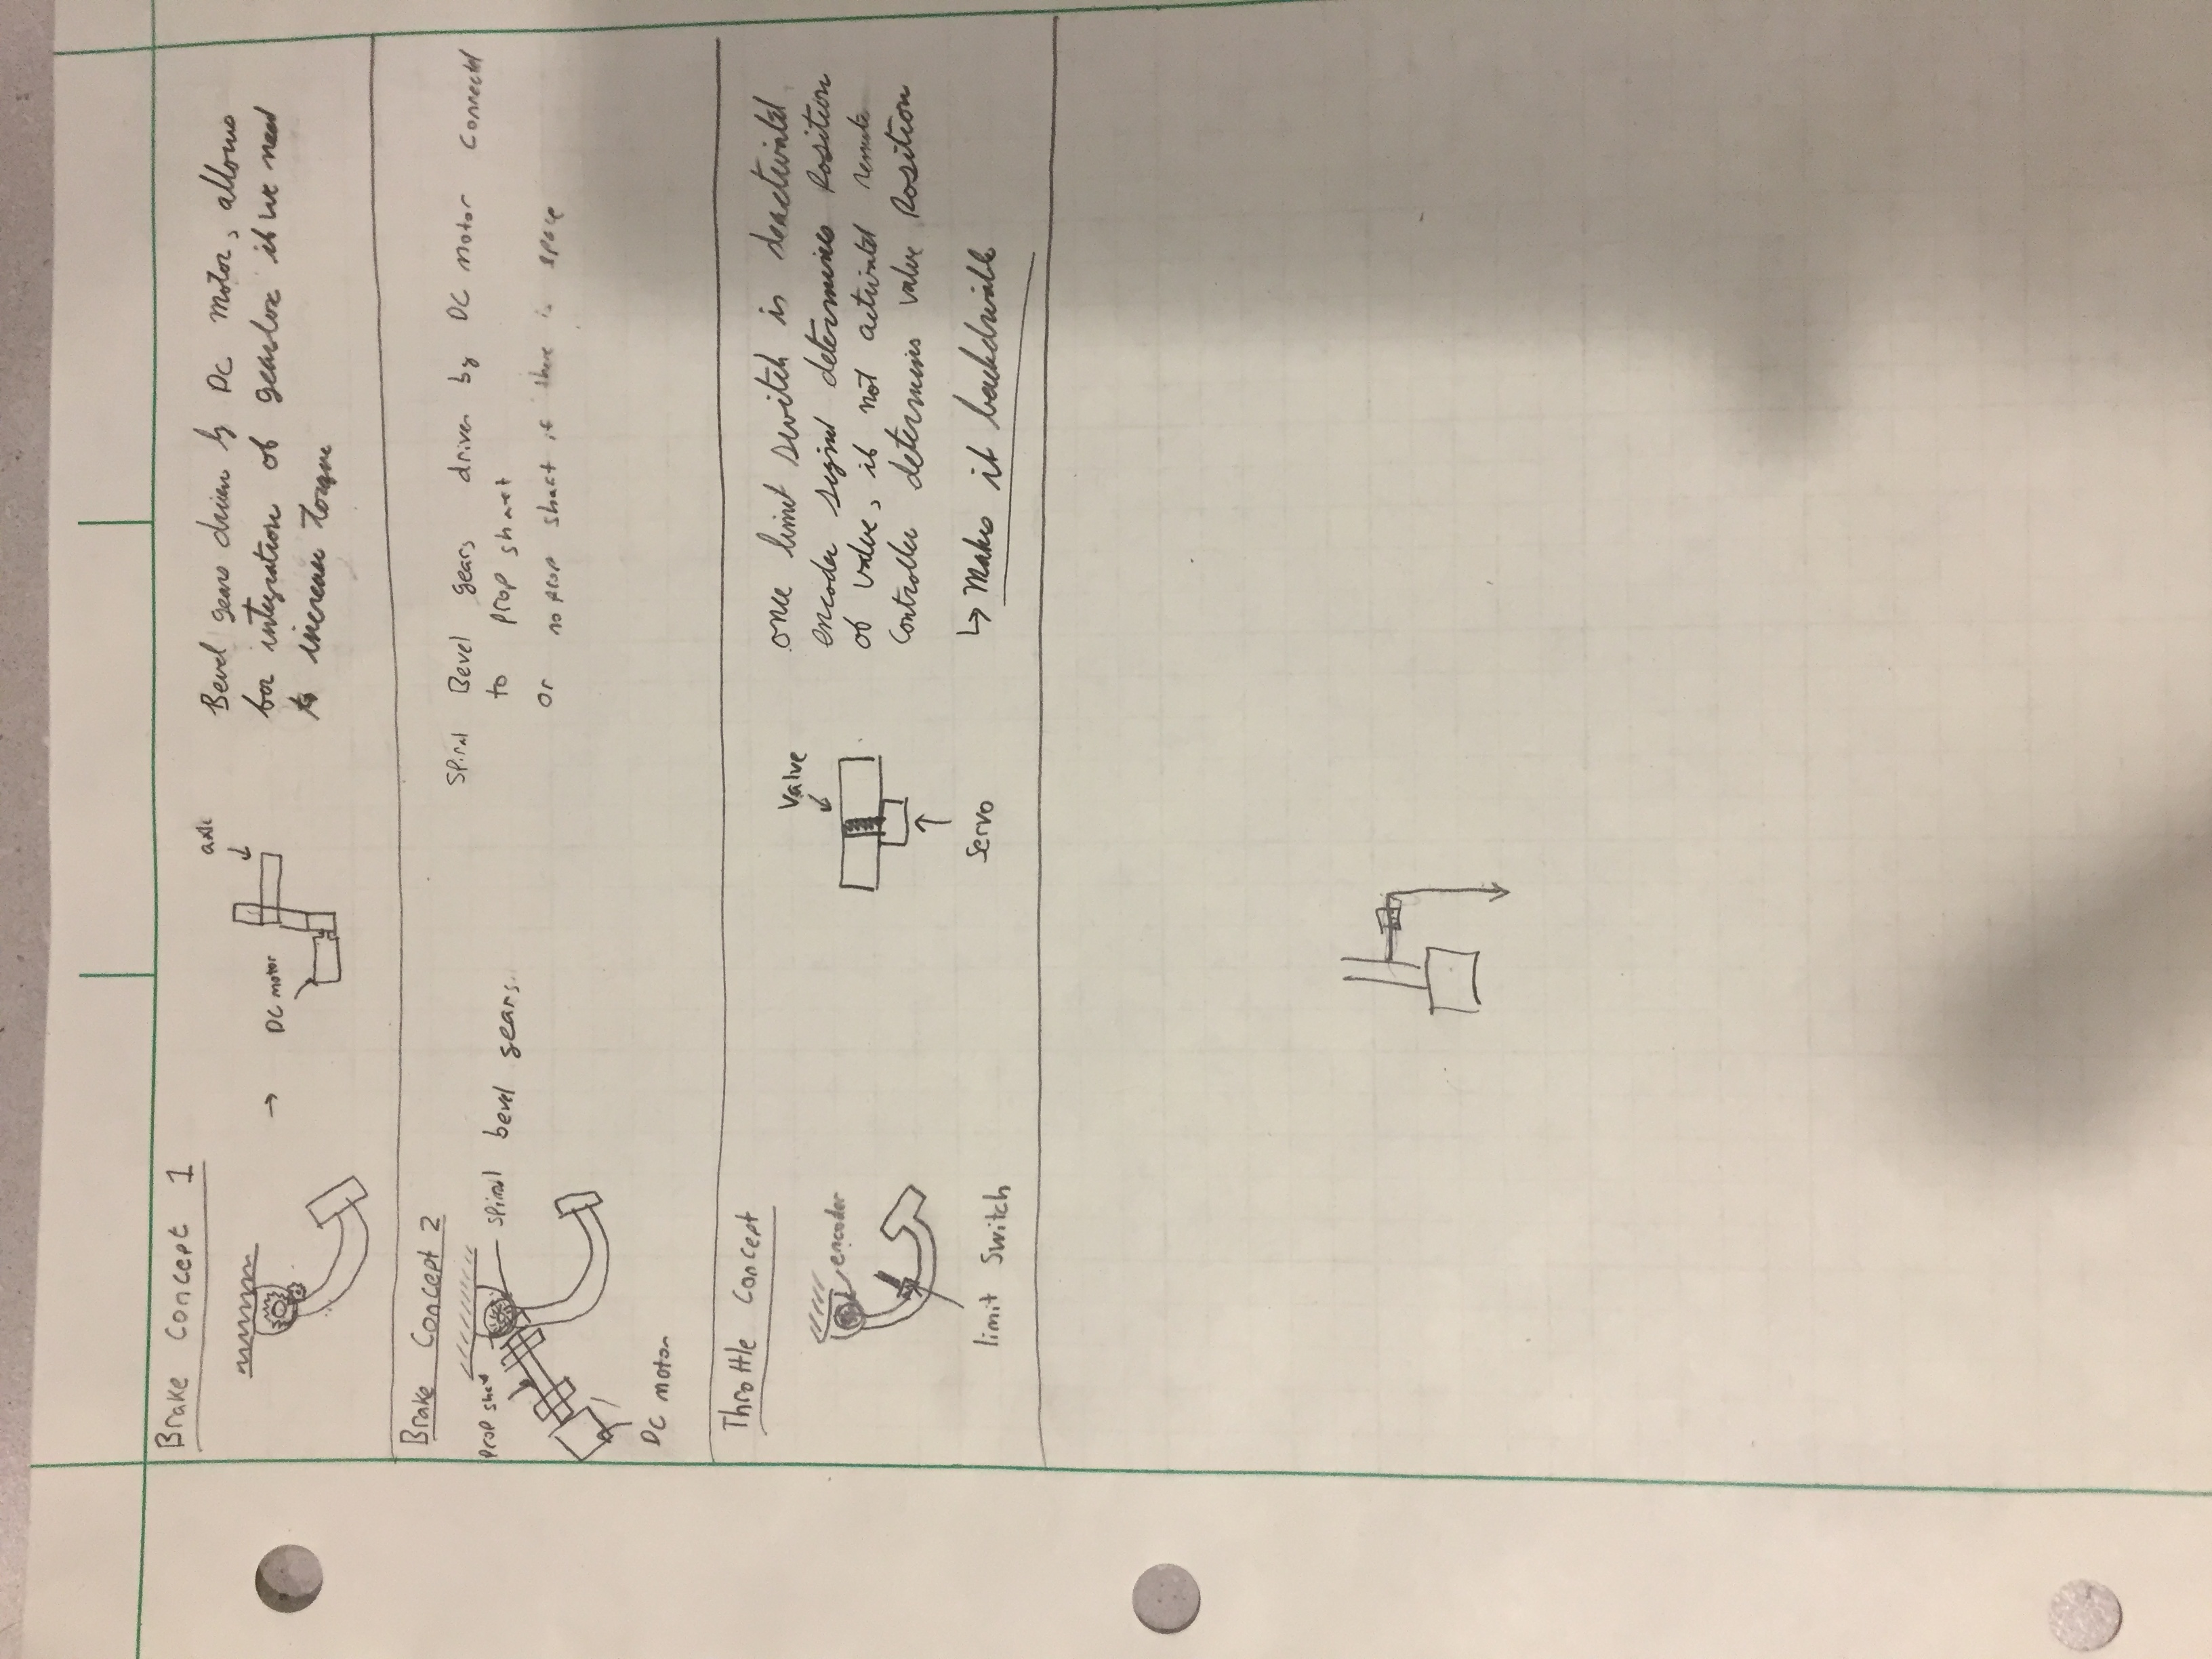 Brake Concept 1
axle
DC motor
Bevel gears driven by DC Motor, allows
for integration of gearbox if we need
to increase torque
Brake Concept 2
prop shaft
spiral bevel gears
DC motor
Spiral Bevel gears driven by DC motor connected
to prop shaft
or no prop shaft if there is space
Throttle Concept
encoder
limit Switch
Valve
Servo
once limit switch is deactivated
encoder signal determines Position
of valve, if not activated remote
Controller determins valve Position
↳ Makes it backdrivable